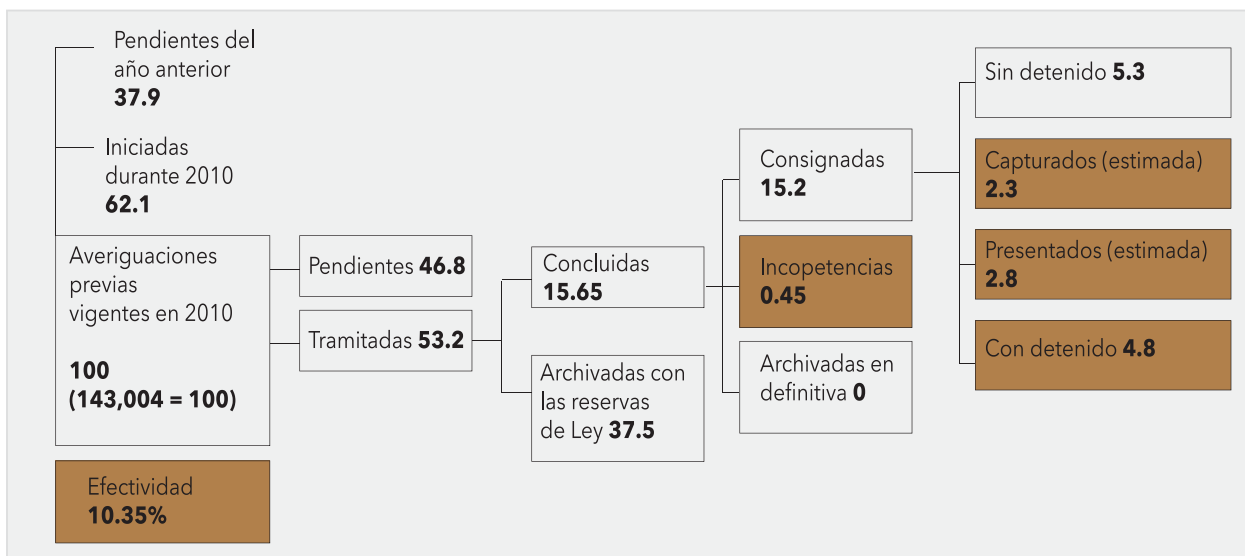 Pendientes del
año anterior
37.9
Iniciadas
durante 2010
62.1
Averiguaciones
previas
vigentes en 2010
100
(143,004 = 100)
Efectividad
10.35%
Pendientes 46.8
Tramitadas 53.2
Concluidas
15.65
Archivadas con
las reservas
de Ley 37.5
Consignadas
15.2
Incopetencias
0.45
Archivadas en
definitiva 0
Sin detenido 5.3
Capturados (estimada)
2.3
Presentados (estimada)
2.8
Con detenido 4.8